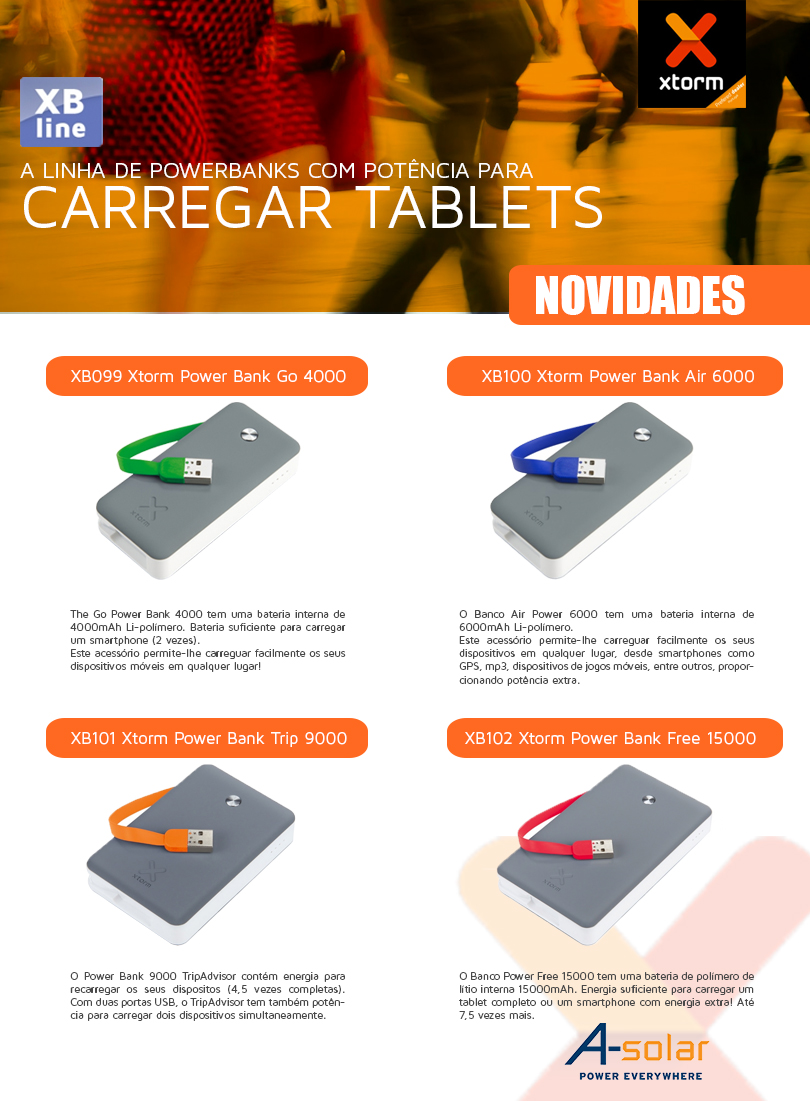 xtorm
XB
line
A LINHA DE POWERBANKS COM POTÊNCIA PARA
CARREGAR TABLETS
NOVIDADES
XB099 Xtorm Power Bank Go 4000
xtorm
The Go Power Bank 4000 tem uma bateria interna de
4000mAh Li-polímero. Bateria suficiente para carregar
um smartphone (2 vezes).
Este acessório permite-lhe carreguar facilmente os seus
dispositivos móveis em qualquer lugar!
XB100 Xtorm Power Bank Air 6000
xtorm
O Banco Air Power 6000 tem uma bateria interna de
6000mAh Li-polímero.
Este acessório permite-lhe carreguar facilmente os seus
dispositivos em qualquer lugar, desde smartphones como
GPS, mp3, dispositivos de jogos móveis, entre outros, propor-
cionando potência extra.
XB101 Xtorm Power Bank Trip 9000
xtorm
O Power Bank 9000 TripAdvisor contém energia para
recarregar os seus dispositos (4,5 vezes completas).
Com duas portas USB, o TripAdvisor tem também potên-
cia para carregar dois dispositivos simultaneamente.
XB102 Xtorm Power Bank Free 15000
xtorm
O Banco Power Free 15000 tem uma bateria de polímero de
lítio interna 15000mAh. Energia suficiente para carregar um
tablet completo ou um smartphone com energia extra! Até
7,5 vezes mais.
A-solar
POWER EVERYWHERE